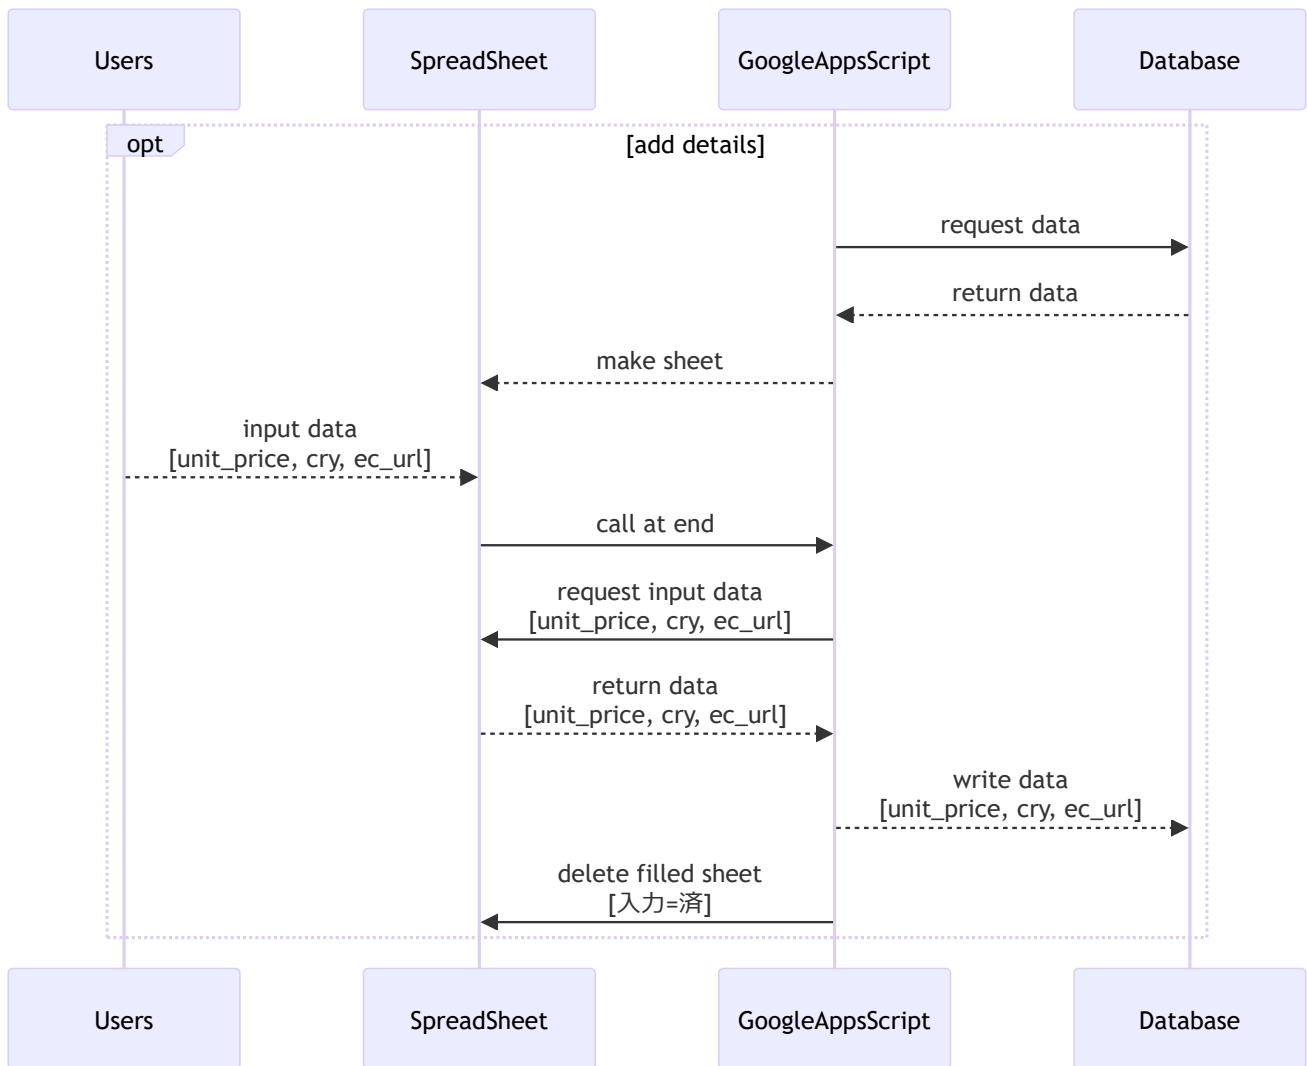 Users
SpreadSheet
GoogleAppsScript
Database
opt
[add details]
request data
return data
make sheet
input data
[unit_price, cry, ec_url]
call at end
request input data
[unit_price, cry, ec_url]
return data
[unit_price, cry, ec_url]
write data
[unit_price, cry, ec_url]
delete filled sheet
[入力=済]
Users
SpreadSheet
GoogleAppsScript
Database